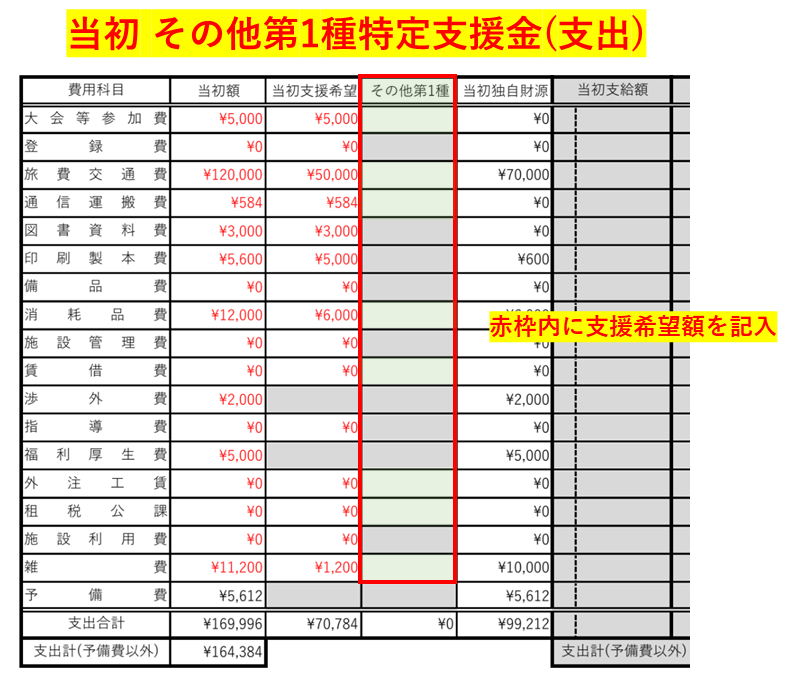 当初 その他第1種特定支援金(支出)
費用科目 当初額 当初支援希望 その他第1種 当初独自財源 当初支給額
大会等参加費 ¥5,000 ¥5,000 ¥0
登録費 ¥0 ¥0 ¥0
旅費交通費 ¥120,000 ¥50,000 ¥70,000
通信運搬費 ¥584 ¥584 ¥0
図書資料費 ¥3,000 ¥3,000 ¥0
印刷製本費 ¥5,600 ¥5,000 ¥600
備品費 ¥0 ¥0 ¥0
消耗品費 ¥12,000 ¥6,000
赤枠内に支援希望額を記入
施設管理費 ¥0 ¥0 ¥0
賃借費 ¥0 ¥0 ¥0
渉外費 ¥2,000 ¥2,000
指導費 ¥0 ¥0 ¥0
福利厚生費 ¥5,000 ¥5,000
外注工賃 ¥0 ¥0 ¥0
租税公課 ¥0 ¥0 ¥0
施設利用費 ¥0 ¥0 ¥0
雑費 ¥11,200 ¥1,200 ¥10,000
予備費 ¥5,612 ¥5,612
支出合計 ¥169,996 ¥70,784 ¥0 ¥99,212
支出計(予備費以外) ¥164,384 支出計(予備費以外)